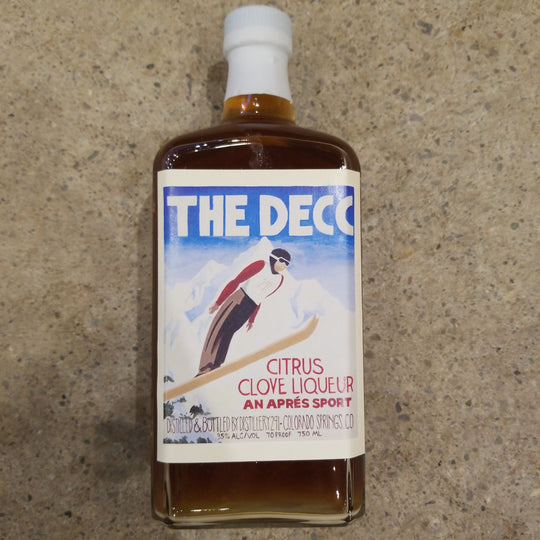 THE DECC
CITRUS
CLOVE LIQUEUR
AN APRÉS SPORT
DISTILLED & BOTTLED BY DISTILLERY 291 • COLORADO SPRINGS, CO
35% ALC/VOL 70 PROOF 750 ML